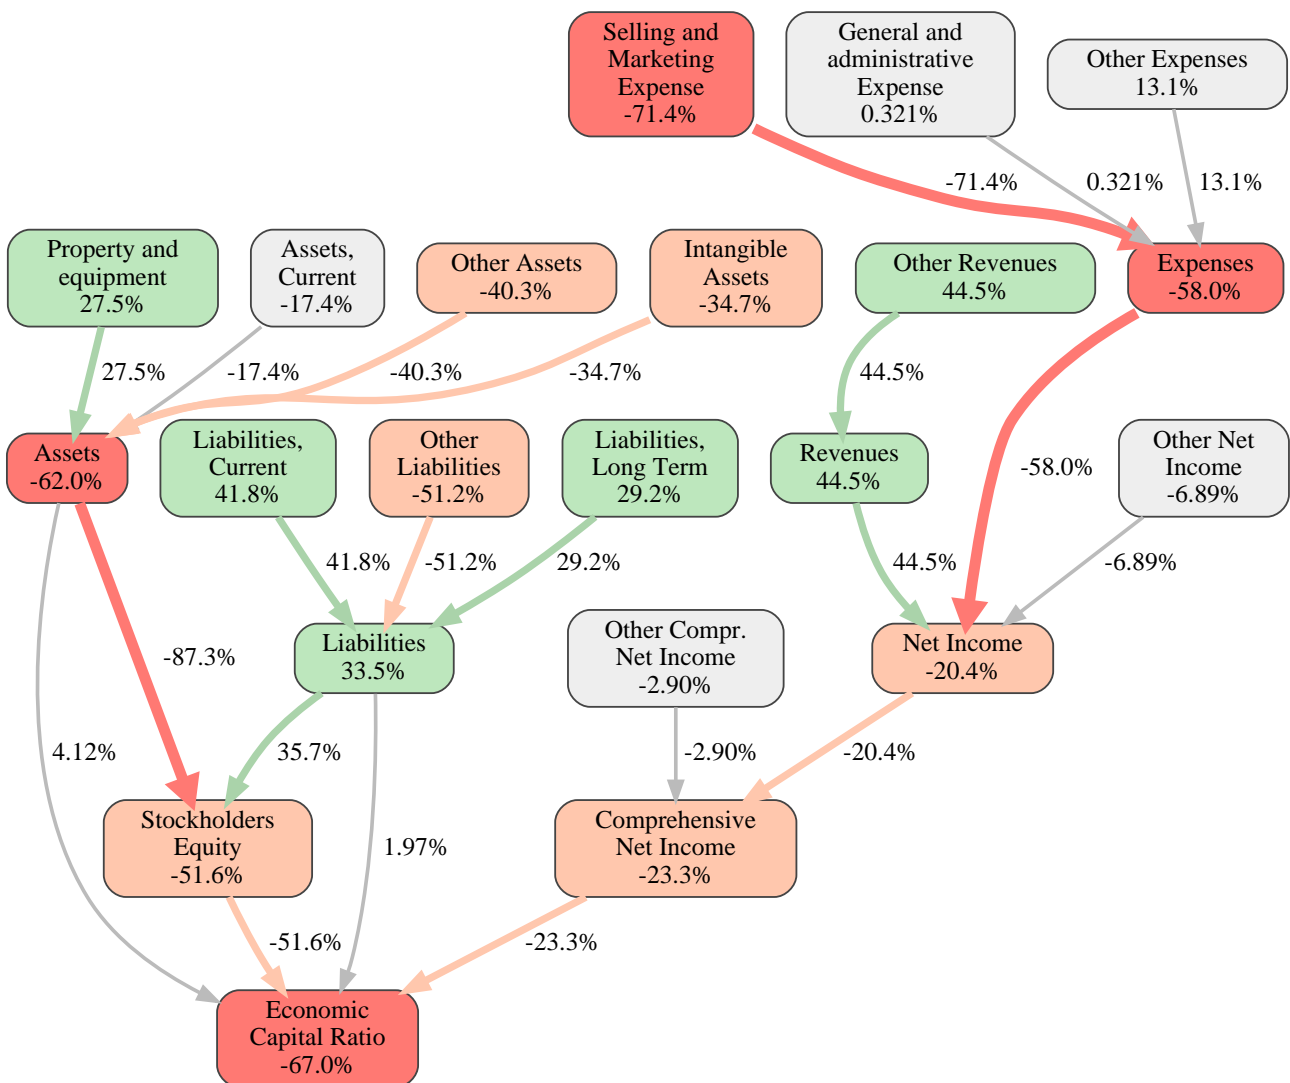 Selling and
Marketing
Expense
-71.4%
General and
administrative
Expense
0.321%
Other Expenses
13.1%
-71.4%
0.321%
13.1%
Property and
equipment
27.5%
Assets,
Current
-17.4%
Other Assets
-40.3%
Intangible
Assets
-34.7%
Other Revenues
44.5%
Expenses
-58.0%
27.5%
-17.4%
-40.3%
-34.7%
44.5%
-58.0%
Assets
-62.0%
Liabilities,
Current
41.8%
Other
Liabilities
-51.2%
Liabilities,
Long Term
29.2%
Revenues
44.5%
Other Net
Income
-6.89%
41.8%
-51.2%
29.2%
44.5%
-6.89%
-87.3%
Liabilities
33.5%
Other Compr.
Net Income
-2.90%
Net Income
-20.4%
4.12%
35.7%
-2.90%
-20.4%
Stockholders
Equity
-51.6%
1.97%
Comprehensive
Net Income
-23.3%
-51.6%
-23.3%
Economic
Capital Ratio
-67.0%